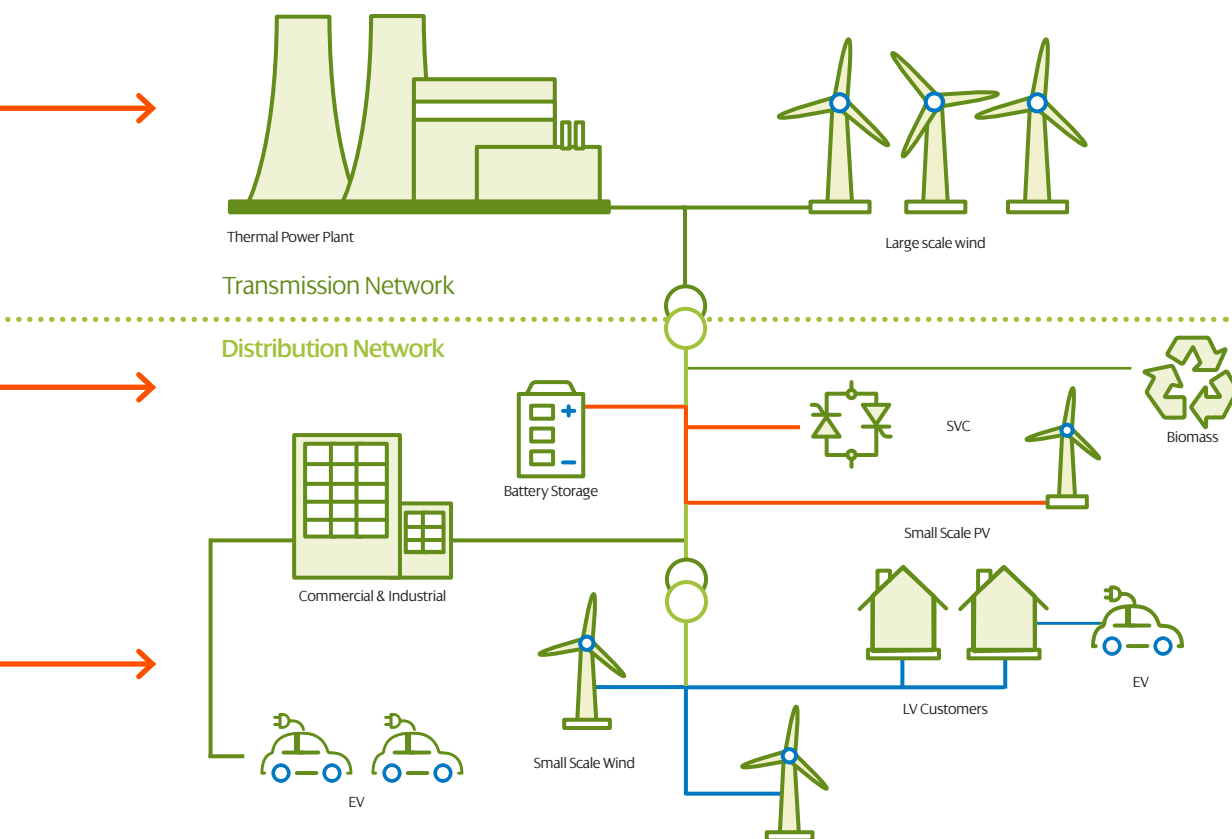 Thermal Power Plant
Large scale wind
Transmission Network
Distribution Network
SVC
Biomass
Battery Storage
Small Scale PV
Commercial & Industrial
EV
LV Customers
Small Scale Wind
EV